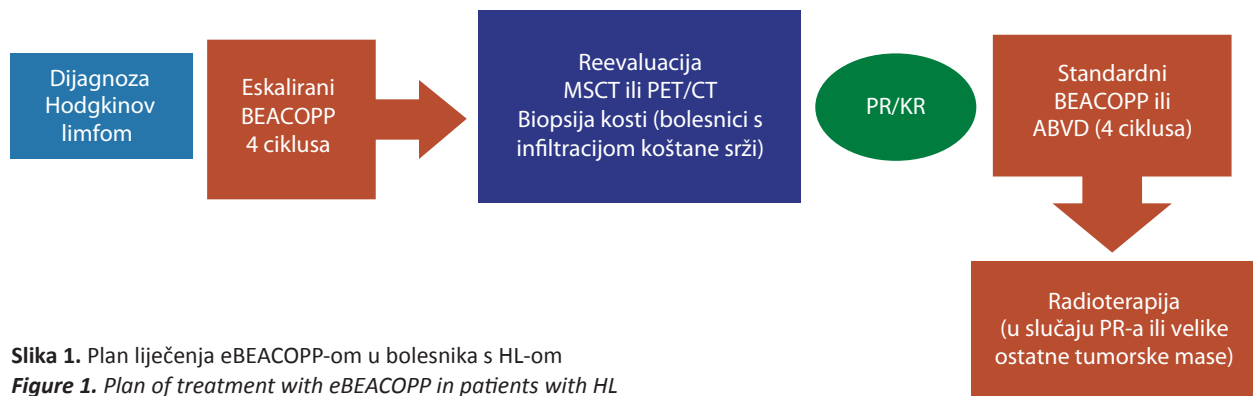 Dijagnoza
Hodgkinov
limfom
Eskalirani
BEACOPP
4 ciklusa
Reevaluacija
MSCT ili PET/CT
Biopsija kosti (bolesnici s
infiltracijom koštane srži)
PR/KR
Standardni
BEACOPP ili
ABVD (4 ciklusa)
Radioterapija
(u slučaju PR-a ili velike
ostatne tumorske mase)
Slika 1. Plan liječenja eBEACOPP-om u bolesnika s HL-om
Figure 1. Plan of treatment with eBEACOPP in patients with HL